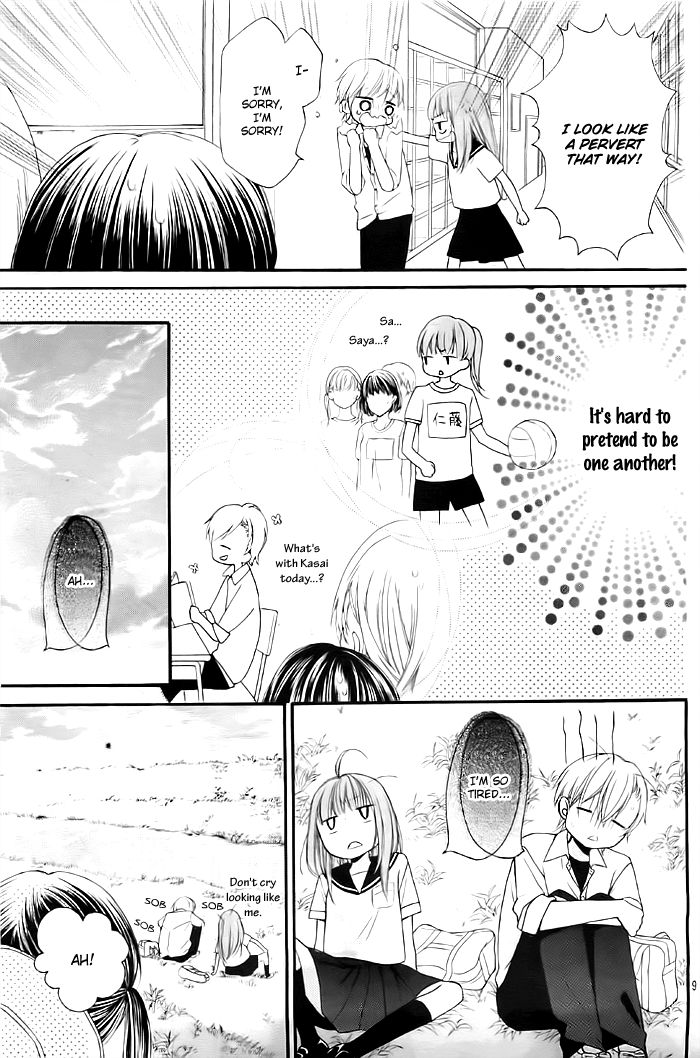 I LOOK LIKE
A PERVERT
THAT WAY!
I-
I'M
SORRY,
I'M
SORRY!
It's hard to
pretend to be
one another!
Sa...
Saya...?
仁藤
What's
with Kasai
today...?
AH...
I'M SO
TIRED...
Don't cry
looking like
me.
SOB
SOB
SOB
AH!
9